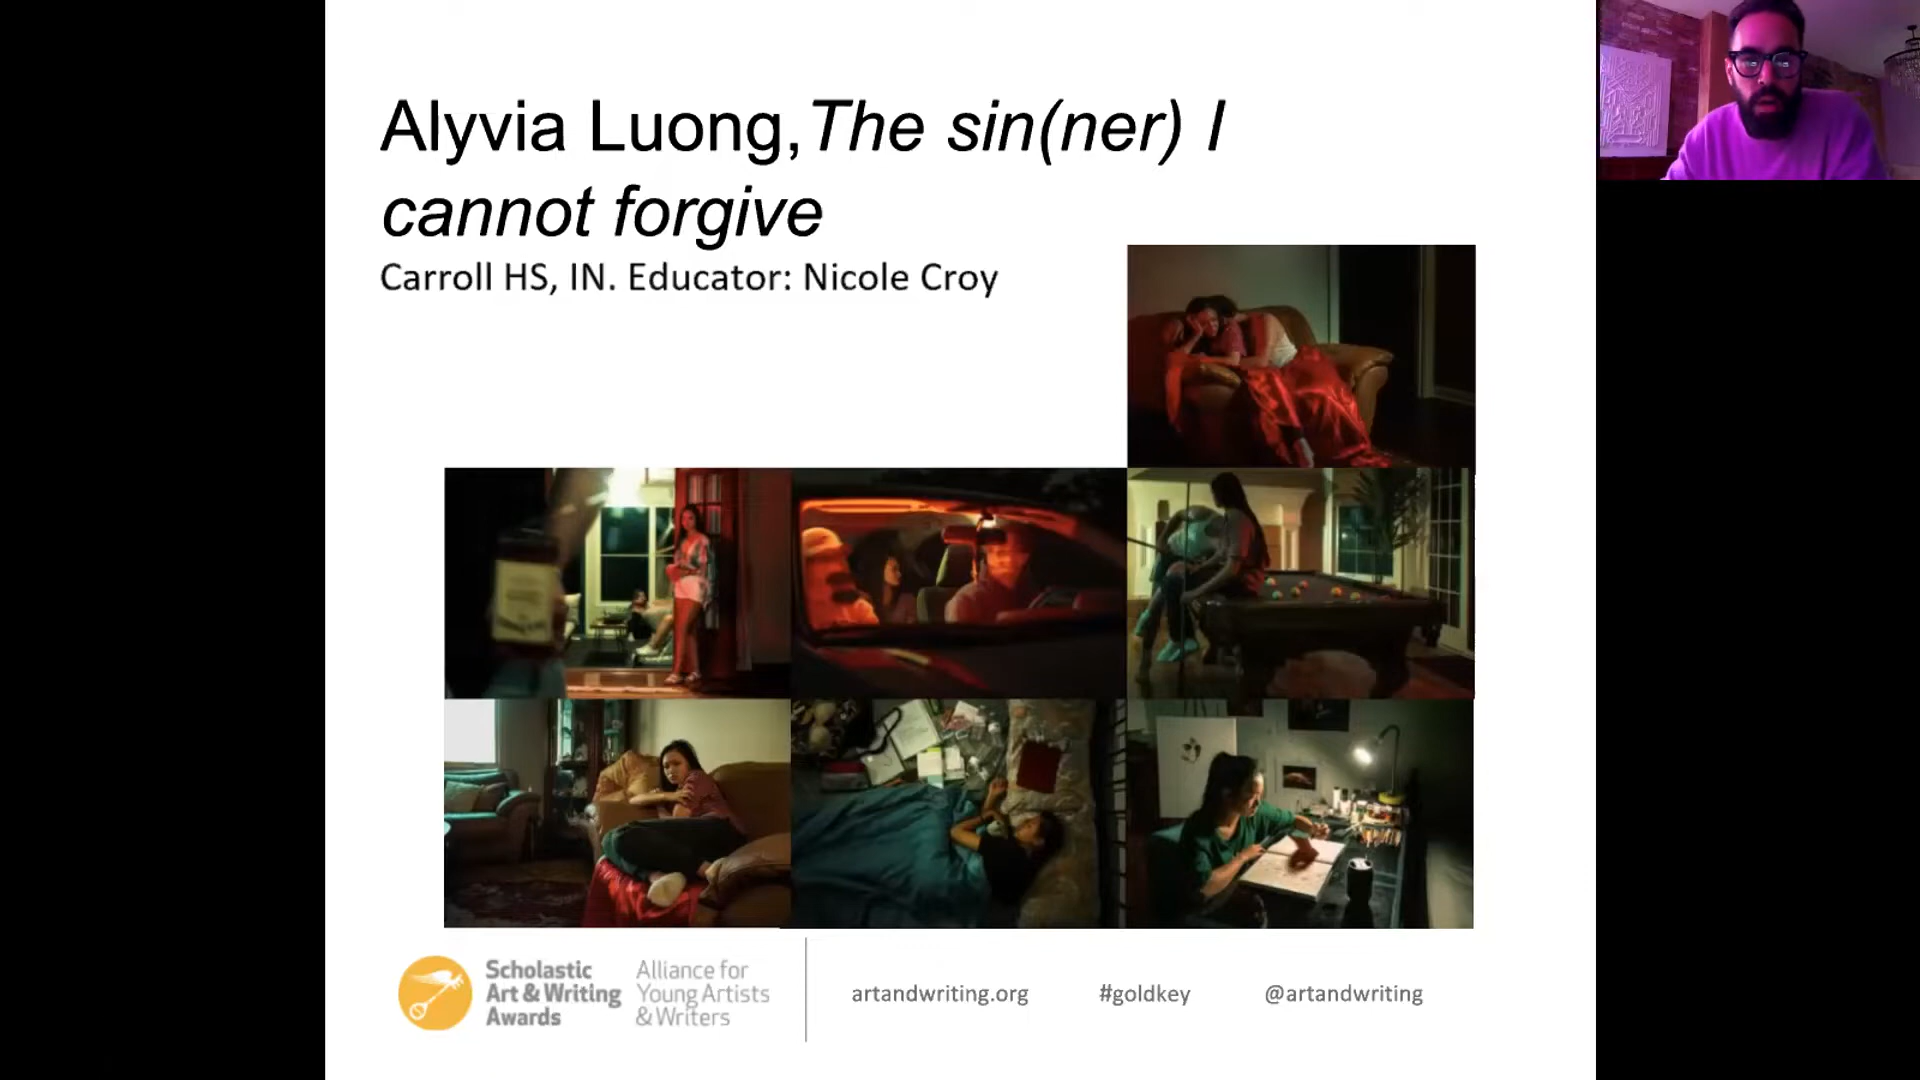 Alyvia Luong,The sin(ner) I
cannot forgive
Carroll HS, IN. Educator: Nicole Croy
Scholastic
Art & Writing
Awards
Alliance for
Young Artists
& Writers
artandwriting.org
#goldkey
@artandwriting